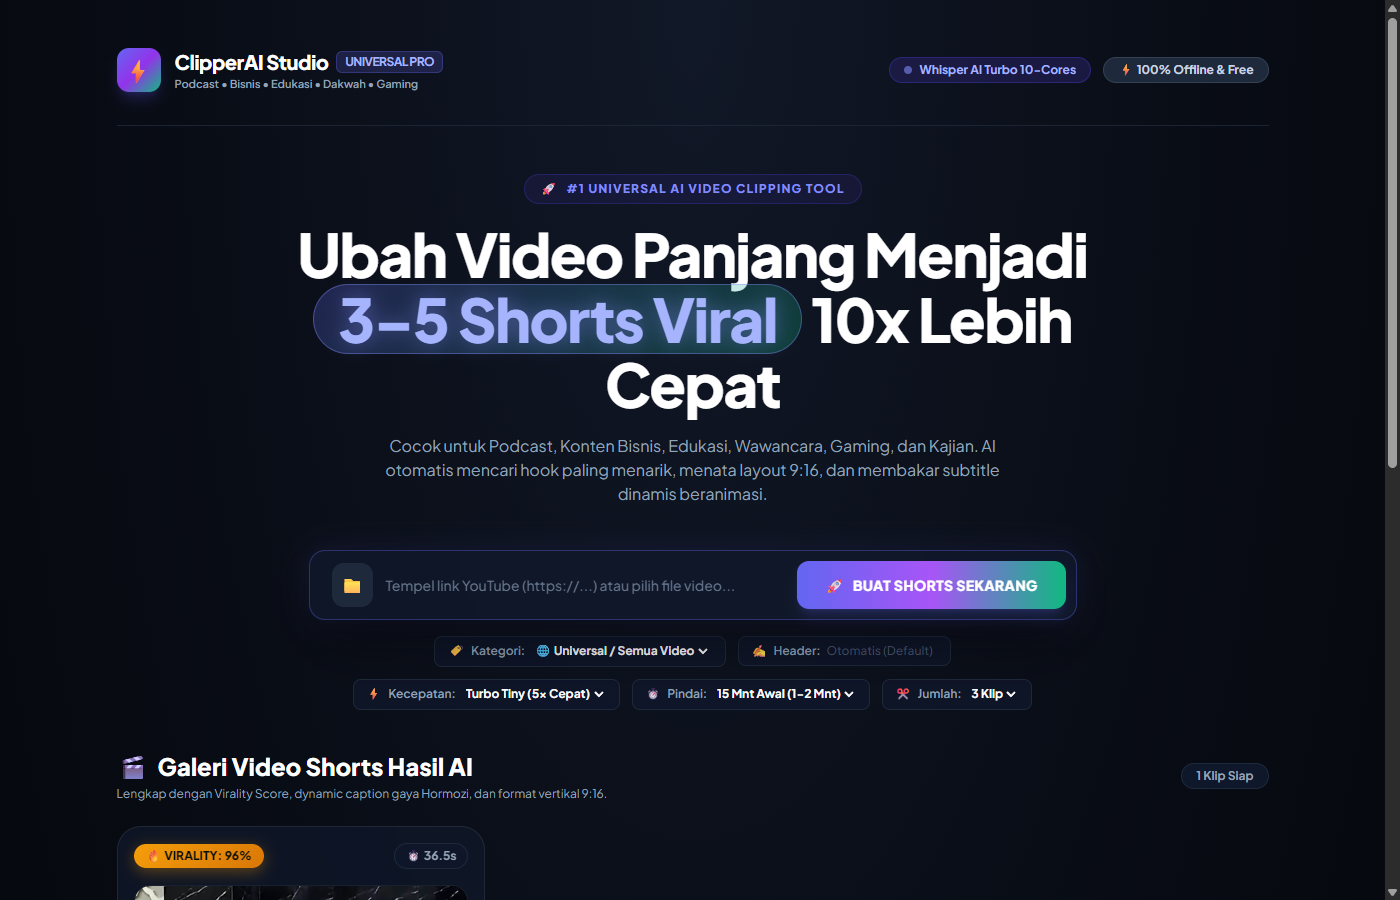 ClipperAI Studio UNIVERSAL PRO
Podcast • Bisnis • Edukasi • Dakwah • Gaming
Whisper AI Turbo 10-Cores
100% Offline & Free
#1 UNIVERSAL AI VIDEO CLIPPING TOOL
Ubah Video Panjang Menjadi
3–5 Shorts Viral 10x Lebih
Cepat
Cocok untuk Podcast, Konten Bisnis, Edukasi, Wawancara, Gaming, dan Kajian. AI
otomatis mencari hook paling menarik, menata layout 9:16, dan membakar subtitle
dinamis beranimasi.
Tempel link YouTube (https://...) atau pilih file video...
BUAT SHORTS SEKARANG
Kategori: Universal / Semua Video
Header: Otomatis (Default)
Kecepatan: Turbo Tiny (5x Cepat)
Pindai: 15 Mnt Awal (1-2 Mnt)
Jumlah: 3 Klip
Galeri Video Shorts Hasil AI
Lengkap dengan Virality Score, dynamic caption gaya Hormozi, dan format vertikal 9:16.
1 Klip Siap
VIRALITY: 96%
36.5s